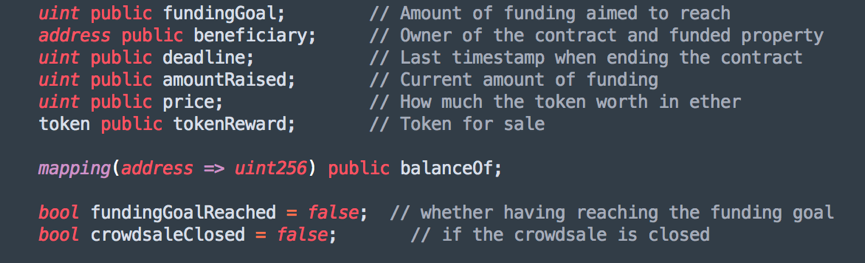 uint public fundingGoal; // Amount of funding aimed to reach
address public beneficiary; // Owner of the contract and funded property
uint public deadline; // Last timestamp when ending the contract
uint public amountRaised; // Current amount of funding
uint public price; // How much the token worth in ether
token public tokenReward; // Token for sale
mapping(address => uint256) public balanceOf;
bool fundingGoalReached = false; // whether having reaching the funding goal
bool crowdsaleClosed = false; // if the crowdsale is closed